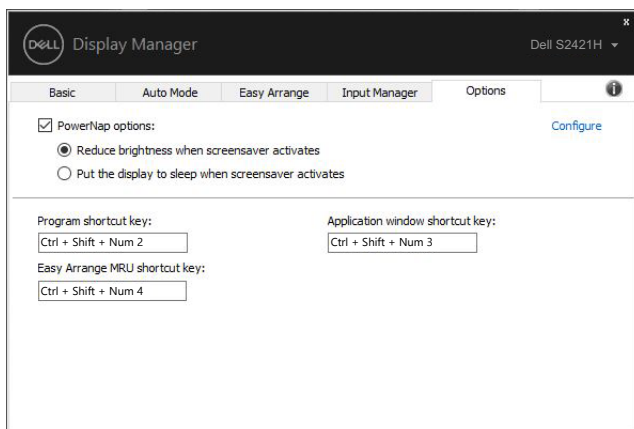 x
DELL Display Manager
Dell S2421H
Basic Auto Mode Easy Arrange Input Manager Options i
PowerNap options: Configure
Reduce brightness when screensaver activates
Put the display to sleep when screensaver activates
Program shortcut key: Application window shortcut key:
Ctrl + Shift + Num 2 Ctrl + Shift + Num 3
Easy Arrange MRU shortcut key:
Ctrl + Shift + Num 4